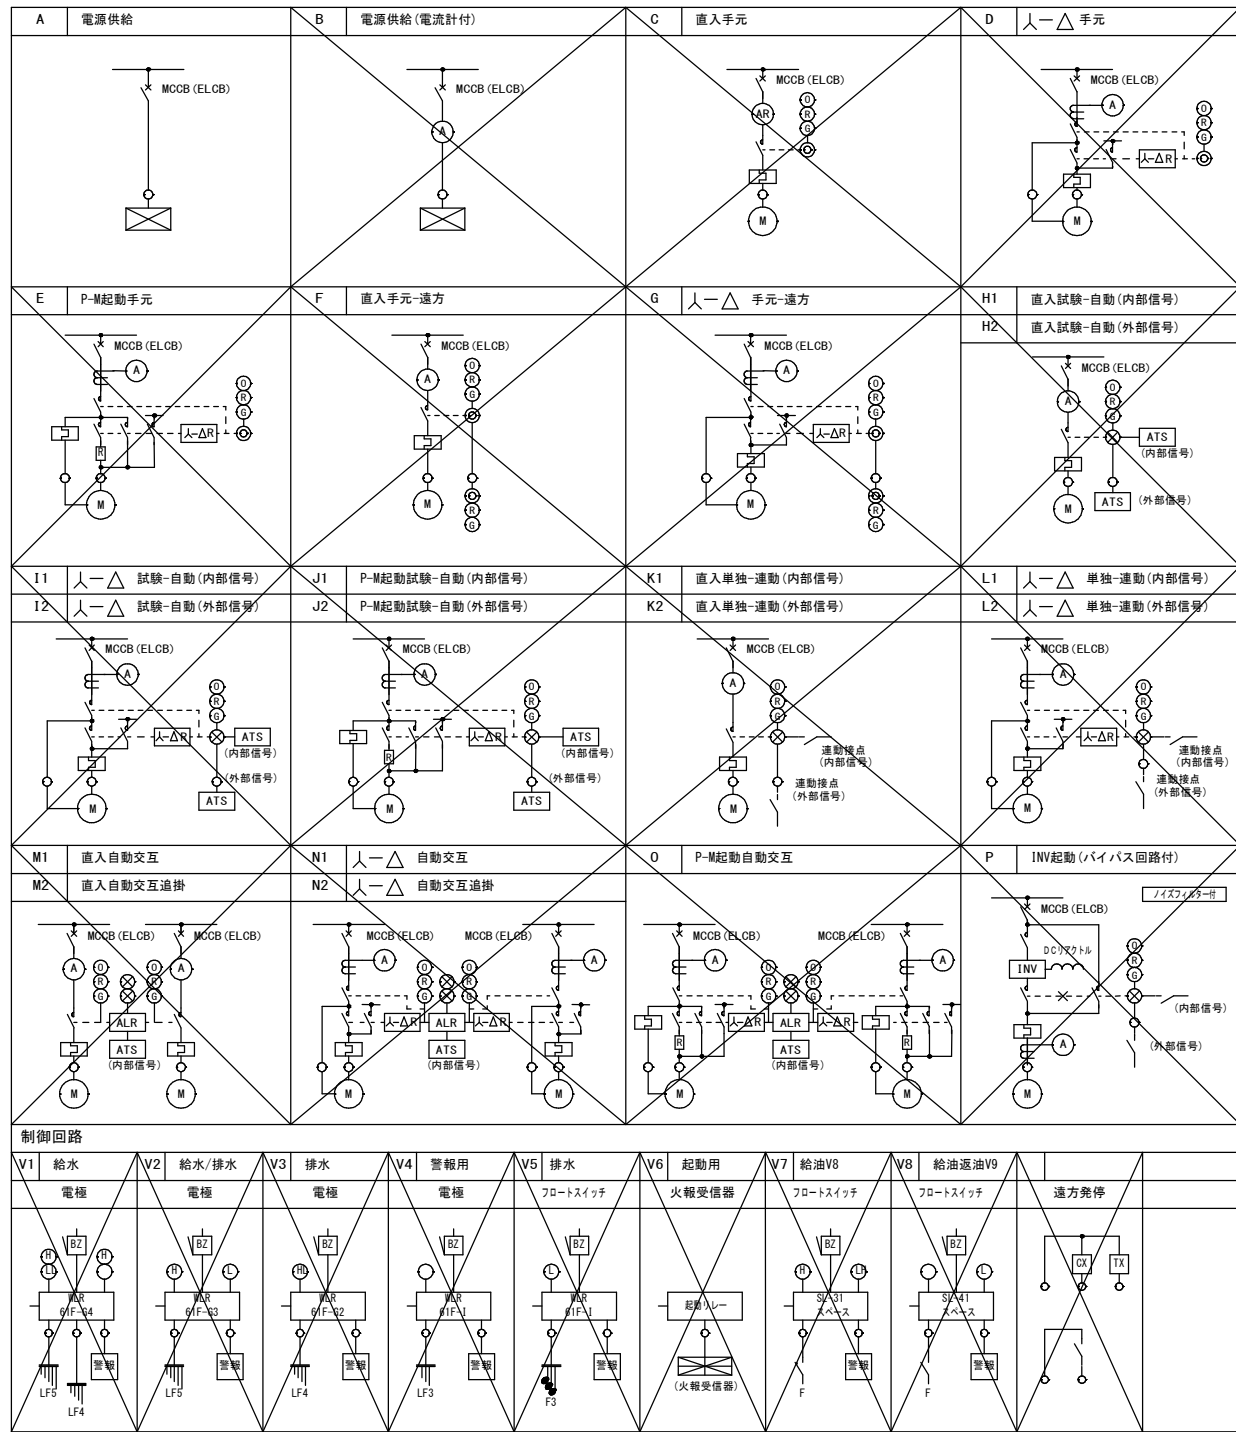 A 電源供給
B 電源供給(電流計付)
C 直入手元
D 人ー△ 手元
MCCB(ELCB)
MCCB(ELCB)
A
MCCB(ELCB)
AR
O
R
G
M
MCCB(ELCB)
A
O
R
G
人-△R
M
E P-M起動手元
F 直入手元-遠方
G 人ー△ 手元-遠方
H1 直入試験-自動(内部信号)
H2 直入試験-自動(外部信号)
MCCB(ELCB)
A
O
R
G
人-△R
R
M
MCCB(ELCB)
A
O
R
G
M
R
G
MCCB(ELCB)
A
O
R
G
人-△R
M
R
G
MCCB(ELCB)
A
O
R
G
ATS
(内部信号)
ATS
(外部信号)
M
I1 人ー△ 試験-自動(内部信号)
I2 人ー△ 試験-自動(外部信号)
J1 P-M起動試験-自動(内部信号)
J2 P-M起動試験-自動(外部信号)
K1 直入単独-連動(内部信号)
K2 直入単独-連動(外部信号)
L1 人ー△ 単独-連動(内部信号)
L2 人ー△ 単独-連動(外部信号)
MCCB(ELCB)
A
O
R
G
人-△R
ATS
(内部信号)
(外部信号)
ATS
M
MCCB(ELCB)
A
O
R
G
R
ATS
(内部信号)
(外部信号)
ATS
M
MCCB(ELCB)
A
O
R
G
連動接点
(内部信号)
連動接点
(外部信号)
M
MCCB(ELCB)
A
O
R
G
人-△R
連動接点
(内部信号)
連動接点
(外部信号)
M
M1 直入自動交互
M2 直入自動交互追掛
N1 人ー△ 自動交互
N2 人ー△ 自動交互追掛
O P-M起動自動交互
P INV起動(バイパス回路付)
MCCB(ELCB)
MCCB(ELCB)
A
O
R
G
O
R
G
A
ALR
ATS
(内部信号)
M
M
MCCB(ELCB)
MCCB(ELCB)
A
O
R
G
O
R
G
A
人-△R
ALR
人-△R
ATS
(内部信号)
M
M
MCCB(ELCB)
MCCB(ELCB)
A
O
R
G
O
R
G
A
人-△R
ALR
人-△R
R
ATS
(内部信号)
R
M
M
ノイズフィルター付
MCCB(ELCB)
DCリアクトル
INV
O
R
G
(内部信号)
A
(外部信号)
M
制御回路
V1 給水
V2 給水/排水
V3 排水
V4 警報用
V5 排水
V6 起動用
V7 給油V8
V8 給油返油V9
電極
電極
電極
電極
フロートスイッチ
火報受信器
フロートスイッチ
フロートスイッチ
遠方発停
BZ
H
LL
H
WLR
61F-G4
LF5
LF4
警報
BZ
H
L
WLR
61F-G3
LF5
警報
BZ
HL
WLR
61F-G2
LF4
警報
BZ
WLR
61F-I
LF3
警報
BZ
L
WLR
61F-I
F3
警報
起動リレー
(火報受信器)
BZ
H
LH
SL-31
スペース
F
警報
BZ
L
SL-41
スペース
F
警報
CX
TX